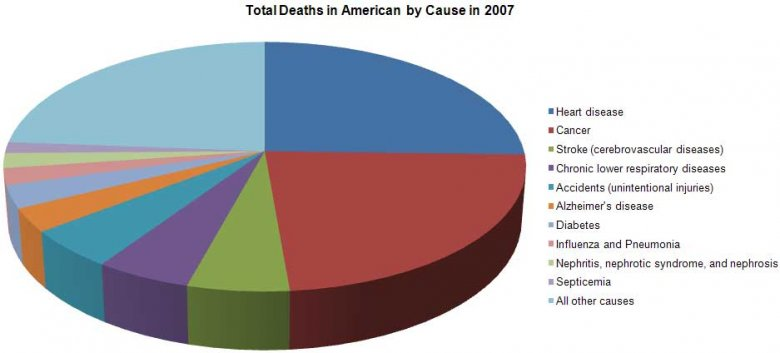 Total Deaths in American by Cause in 2007
Heart disease
Cancer
Stroke (cerebrovascular diseases)
Chronic lower respiratory diseases
Accidents (unintentional injuries)
Alzheimer's disease
Diabetes
Influenza and Pneumonia
Nephritis, nephrotic syndrome, and nephrosis
Septicemia
All other causes